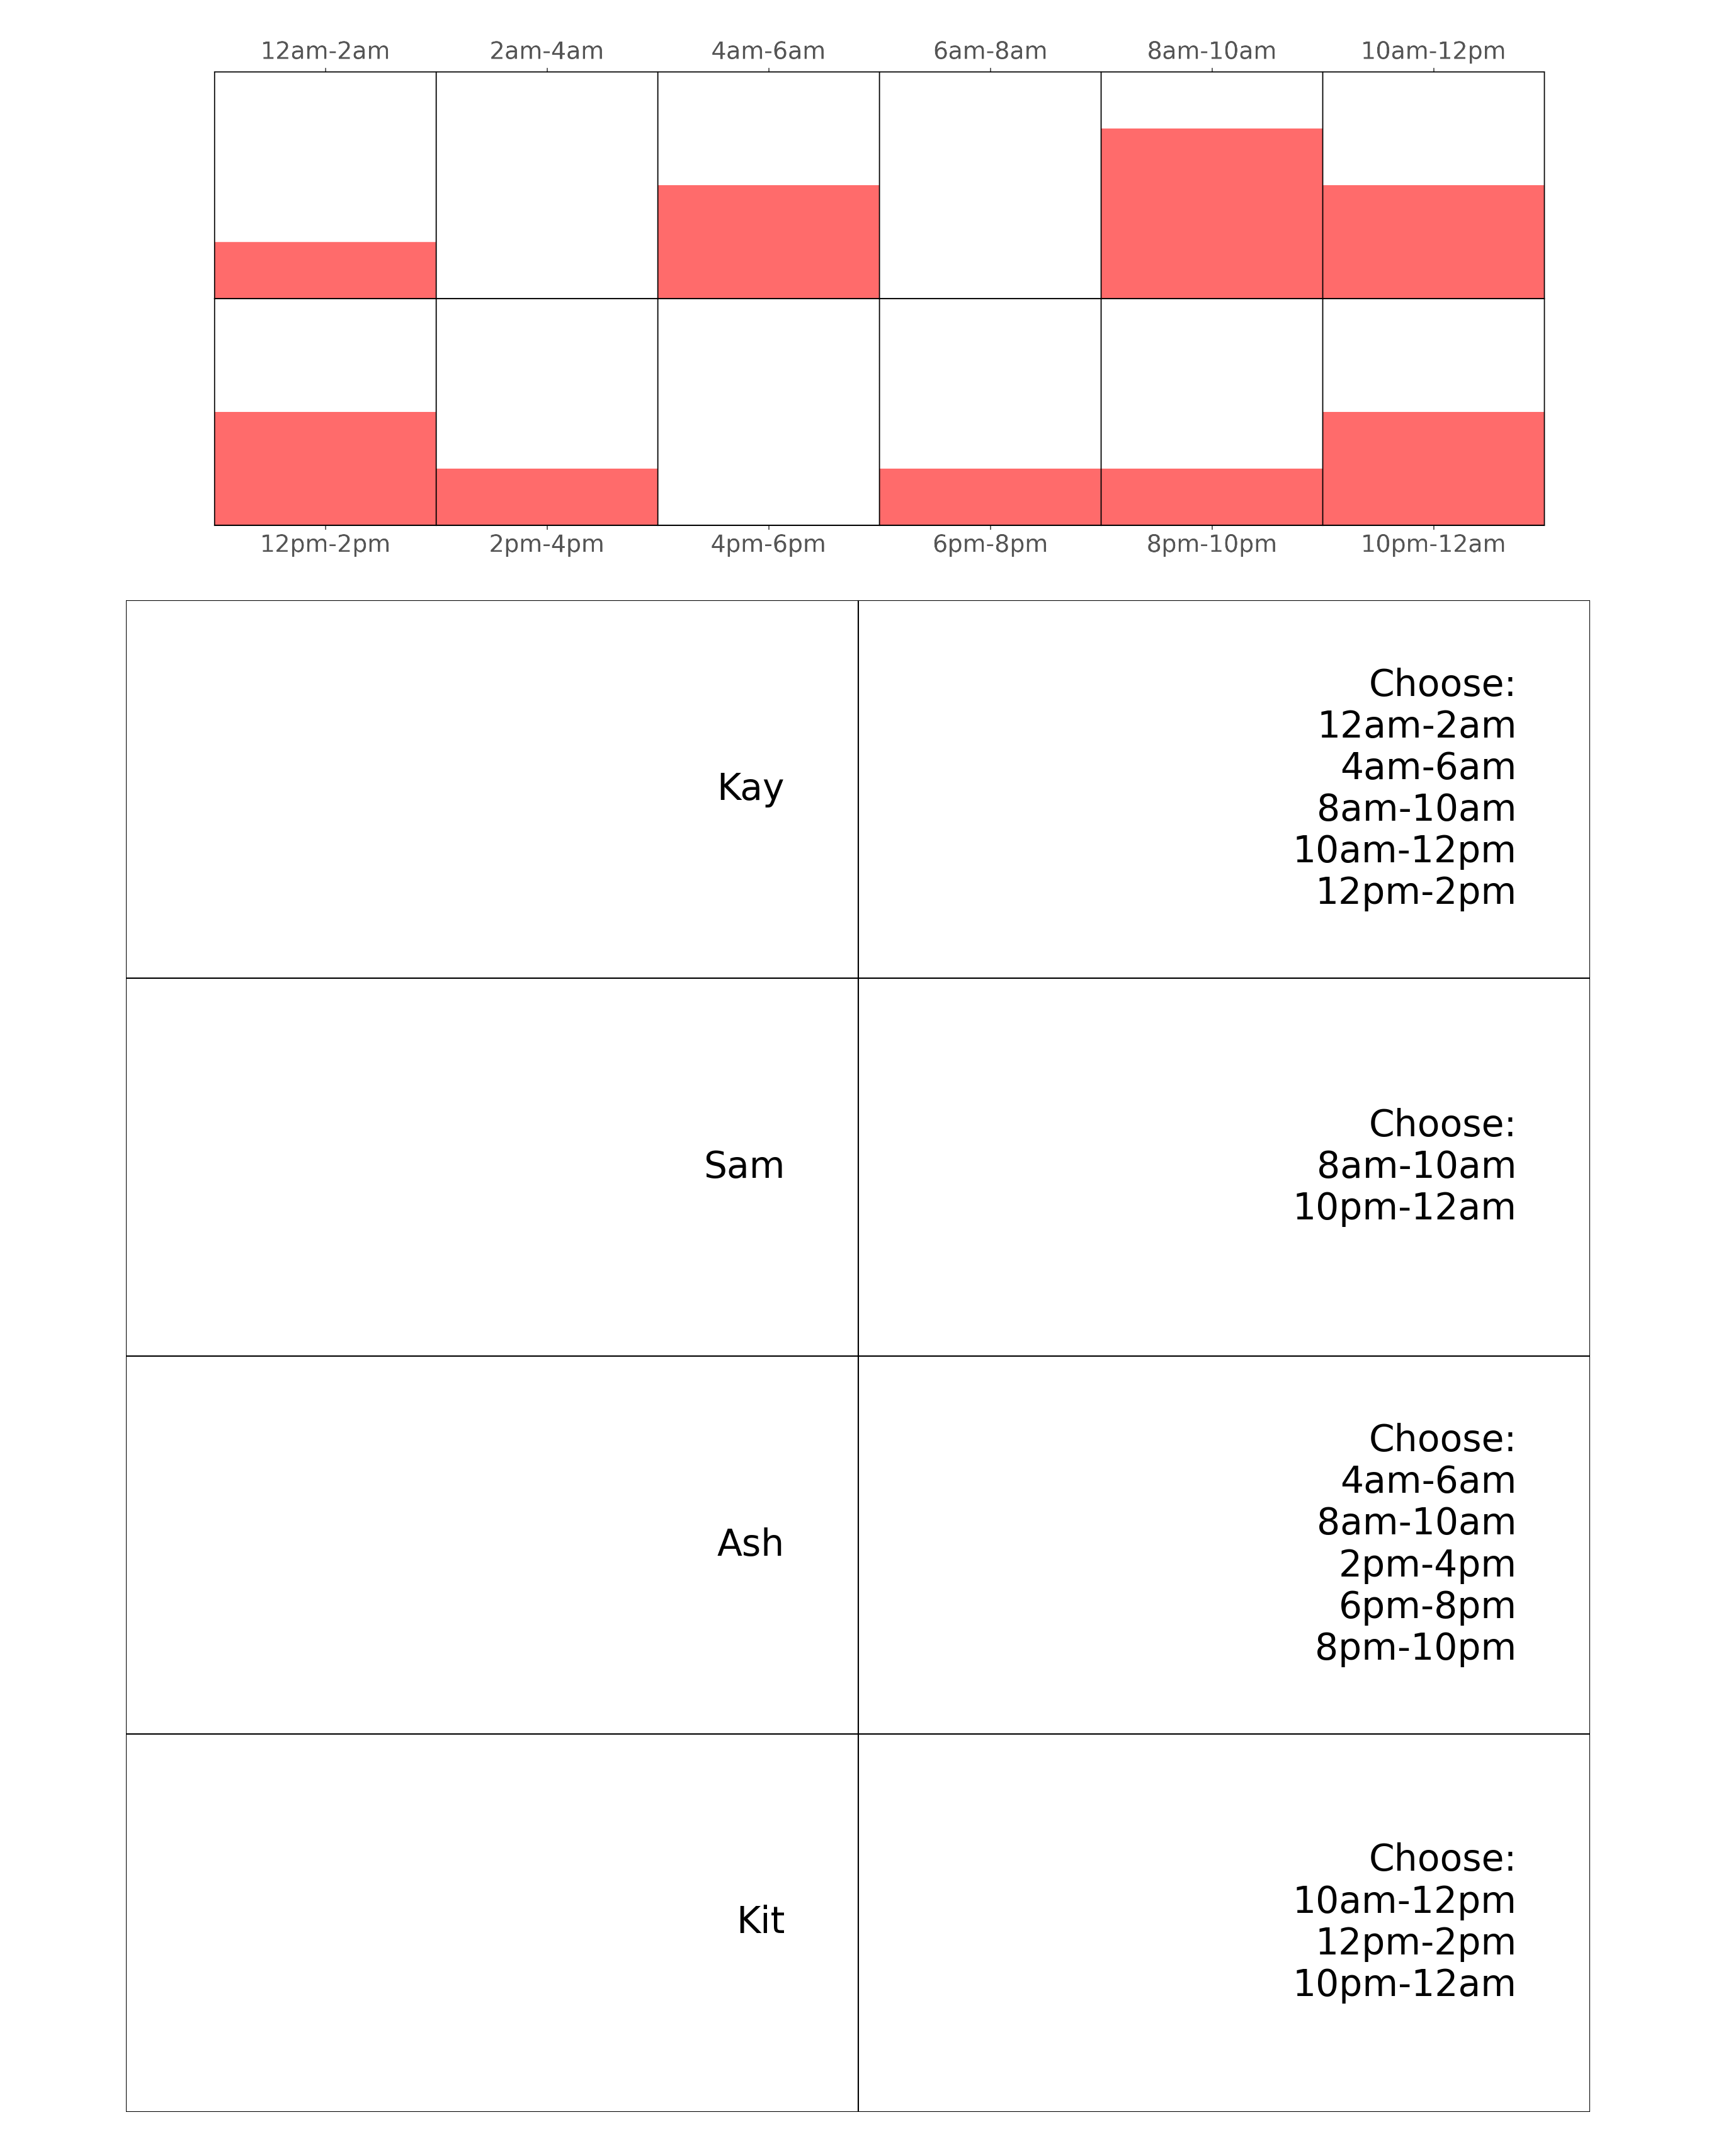 12am-2am 2am-4am 4am-6am 6am-8am 8am-10am 10am-12pm
12pm-2pm 2pm-4pm 4pm-6pm 6pm-8pm 8pm-10pm 10pm-12am
Kay
Choose:
12am-2am
4am-6am
8am-10am
10am-12pm
12pm-2pm
Sam
Choose:
8am-10am
10pm-12am
Ash
Choose:
4am-6am
8am-10am
2pm-4pm
6pm-8pm
8pm-10pm
Kit
Choose:
10am-12pm
12pm-2pm
10pm-12am